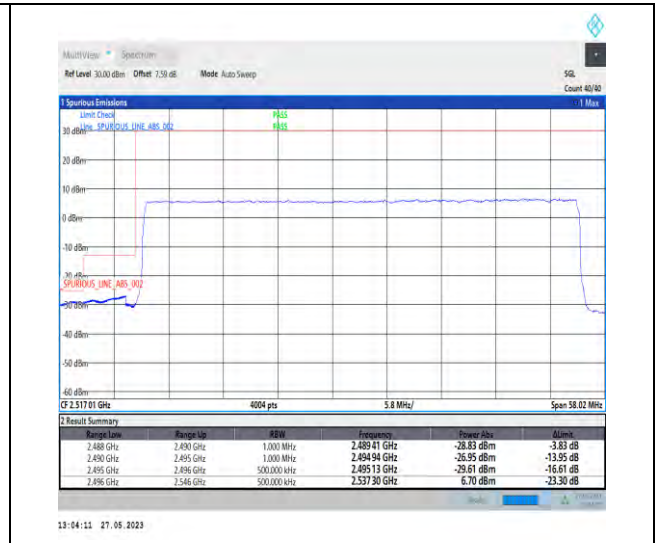 MultiView Spectrum
Ref Level 30.00 dBm Offset 7.59 dB Mode Auto Sweep SGL
Count 40/40
1 Spurious Emissions 1 Max
Limit Check PASS
Line _SPURIOUS_LINE_ABS_002 PASS
30 dBm
20 dBm
10 dBm
0 dBm
-10 dBm
-20 dBm
_SPURIOUS_LINE_ABS_002
-30 dBm
-40 dBm
-50 dBm
-60 dBm
CF 2.517 01 GHz 4004 pts 5.8 MHz/ Span 58.02 MHz
2 Result Summary
Range Low Range Up RBW Frequency Power Abs ΔLimit
2.488 GHz 2.490 GHz 1.000 MHz 2.489 41 GHz -28.83 dBm -3.83 dB
2.490 GHz 2.495 GHz 1.000 MHz 2.494 94 GHz -26.95 dBm -13.95 dB
2.495 GHz 2.496 GHz 500.000 kHz 2.495 13 GHz -29.61 dBm -16.61 dB
2.496 GHz 2.546 GHz 500.000 kHz 2.537 30 GHz 6.70 dBm -23.30 dB
13:04:11 27.05.2023